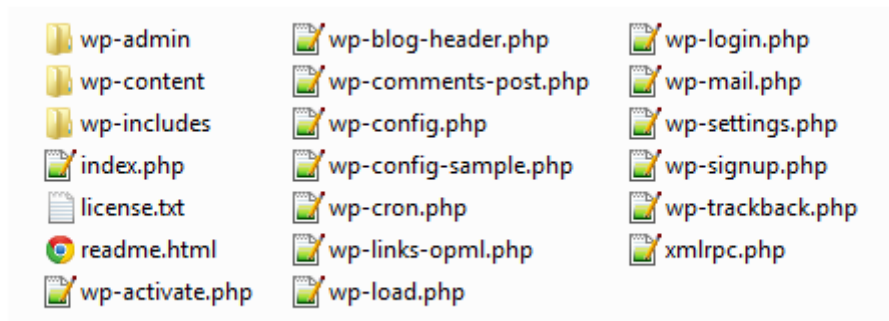 wp-admin
wp-content
wp-includes
index.php
license.txt
readme.html
wp-activate.php
wp-blog-header.php
wp-comments-post.php
wp-config.php
wp-config-sample.php
wp-cron.php
wp-links-opml.php
wp-load.php
wp-login.php
wp-mail.php
wp-settings.php
wp-signup.php
wp-trackback.php
xmlrpc.php